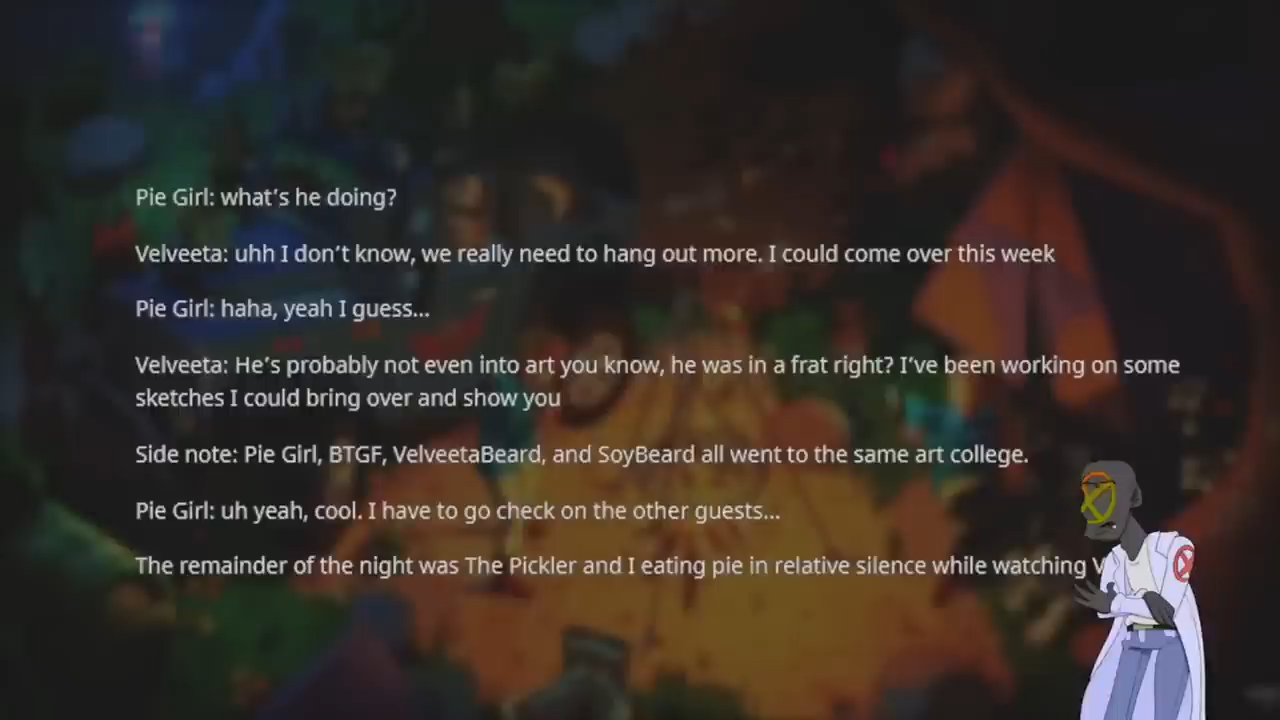 Pie Girl: what's he doing?
Velveeta: uhh I don't know, we really need to hang out more. I could come over this week
Pie Girl: haha, yeah I guess...
Velveeta: He's probably not even into art you know, he was in a frat right? I've been working on some
sketches I could bring over and show you
Side note: Pie Girl, BTGF, VelveetaBeard, and SoyBeard all went to the same art college.
Pie Girl: uh yeah, cool. I have to go check on the other guests...
The remainder of the night was The Pickler and I eating pie in relative silence while watching